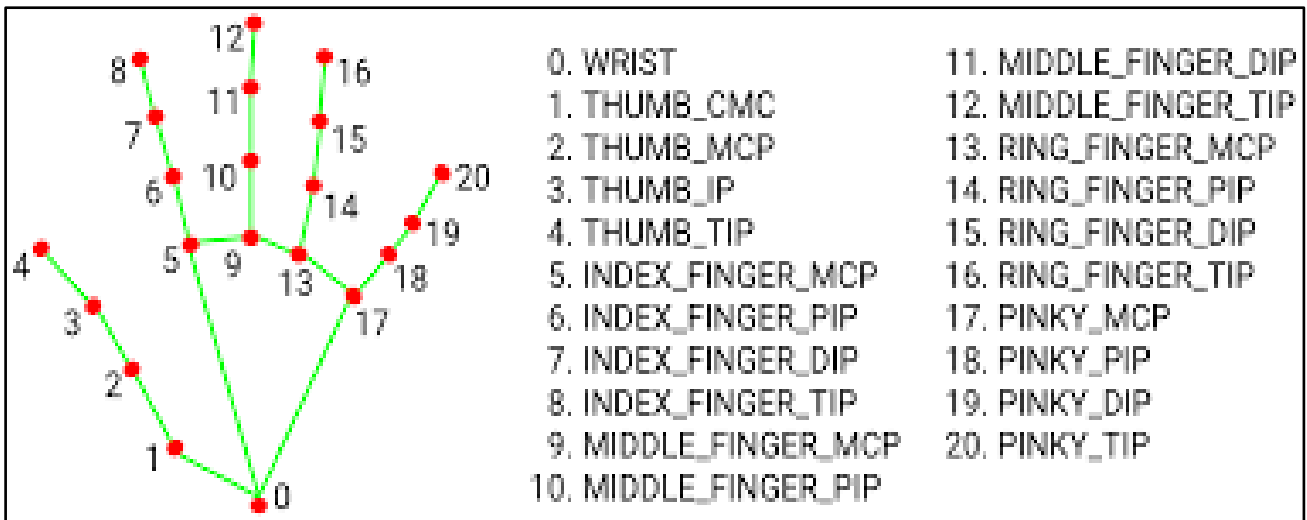 12
8
16
11
7
15
10
6
20
14
19
4
5
9
13
18
3
17
2
1
0
0. WRIST
1. THUMB_CMC
2. THUMB_MCP
3. THUMB_IP
4. THUMB_TIP
5. INDEX_FINGER_MCP
6. INDEX_FINGER_PIP
7. INDEX_FINGER_DIP
8. INDEX_FINGER_TIP
9. MIDDLE_FINGER_MCP
10. MIDDLE_FINGER_PIP
11. MIDDLE_FINGER_DIP
12. MIDDLE_FINGER_TIP
13. RING_FINGER_MCP
14. RING_FINGER_PIP
15. RING_FINGER_DIP
16. RING_FINGER_TIP
17. PINKY_MCP
18. PINKY_PIP
19. PINKY_DIP
20. PINKY_TIP